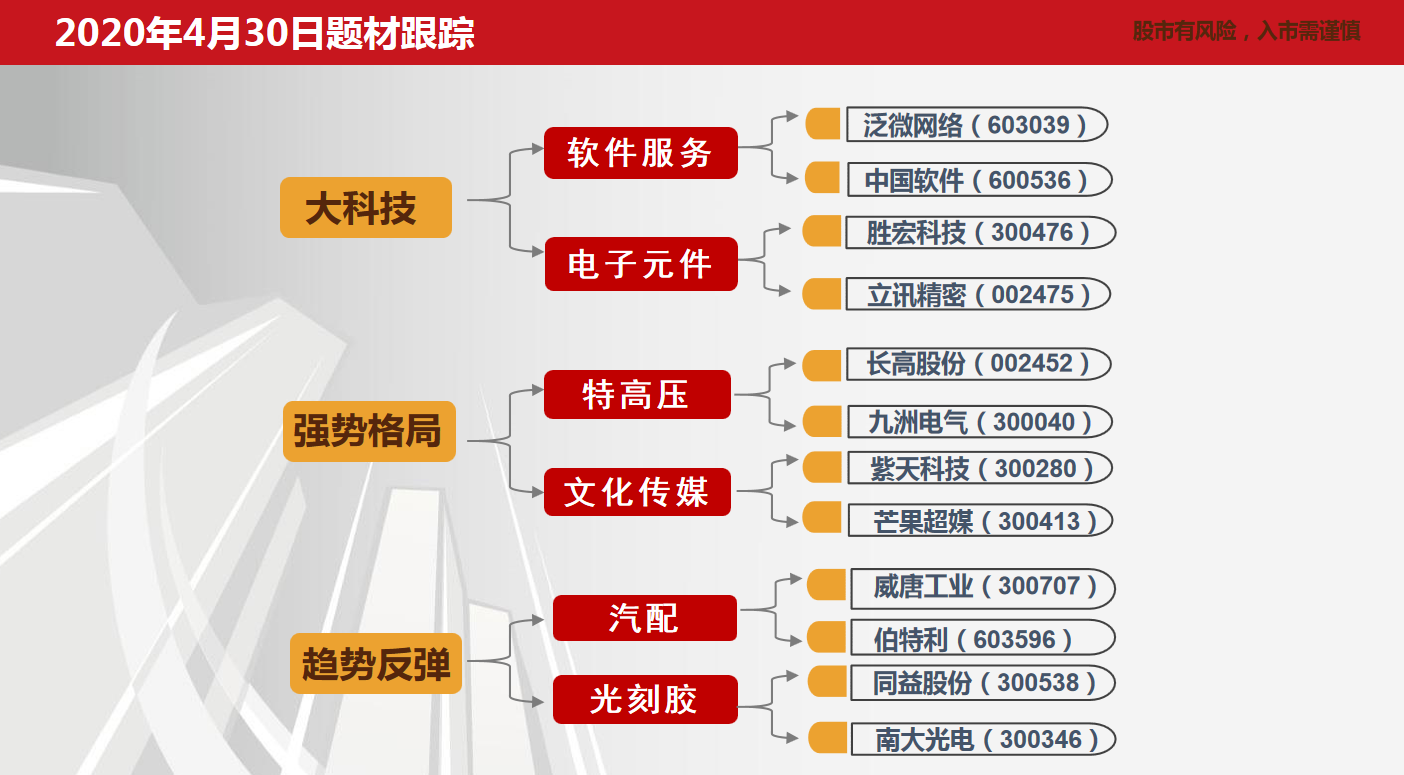 2020年4月30日题材跟踪
股市有风险，入市需谨慎
大科技
软件服务
泛微网络（603039）
中国软件（600536）
电子元件
胜宏科技（300476）
立讯精密（002475）
强势格局
特高压
长高股份（002452）
九洲电气（300040）
文化传媒
紫天科技（300280）
芒果超媒（300413）
趋势反弹
汽配
威唐工业（300707）
伯特利（603596）
光刻胶
同益股份（300538）
南大光电（300346）